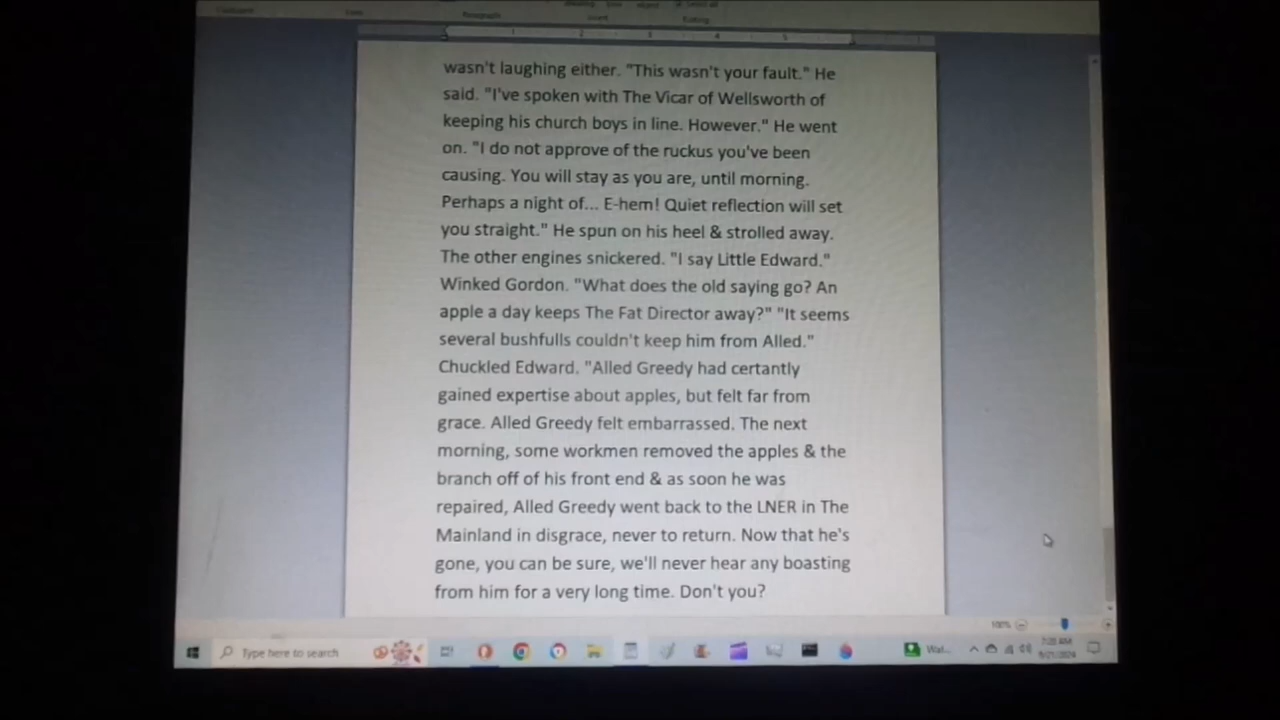 Paragraph
Editing
wasn't laughing either. "This wasn't your fault." He
said. "I've spoken with The Vicar of Wellsworth of
keeping his church boys in line. However." He went
on. "I do not approve of the ruckus you've been
causing. You will stay as you are, until morning.
Perhaps a night of... E-hem! Quiet reflection will set
you straight." He spun on his heel & strolled away.
The other engines snickered. "I say Little Edward."
Winked Gordon. "What does the old saying go? An
apple a day keeps The Fat Director away?" "It seems
several bushfulls couldn't keep him from Alled."
Chuckled Edward. "Alled Greedy had certantly
gained expertise about apples, but felt far from
grace. Alled Greedy felt embarrassed. The next
morning, some workmen removed the apples & the
branch off of his front end & as soon he was
repaired, Alled Greedy went back to the LNER in The
Mainland in disgrace, never to return. Now that he's
gone, you can be sure, we'll never hear any boasting
from him for a very long time. Don't you?
100%
Type here to search
Wat...